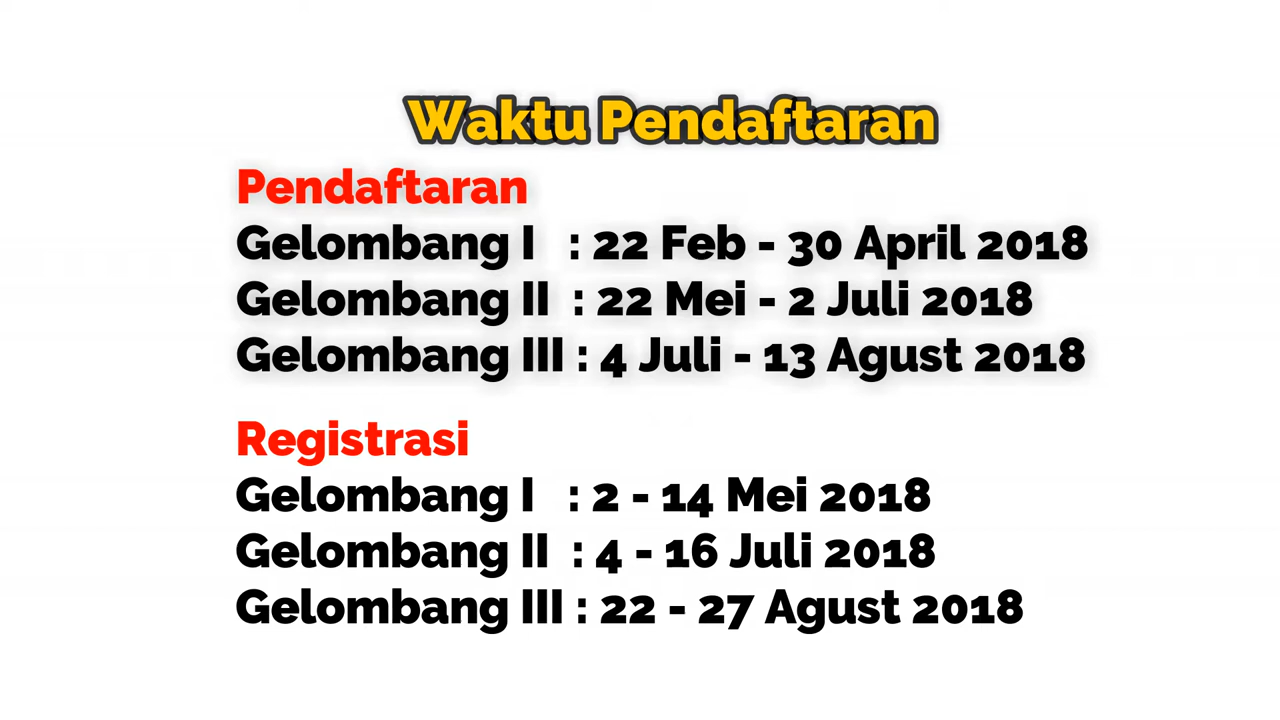 Waktu Pendaftaran
Pendaftaran
Gelombang I : 22 Feb - 30 April 2018
Gelombang II : 22 Mei - 2 Juli 2018
Gelombang III : 4 Juli - 13 Agust 2018
Registrasi
Gelombang I : 2 - 14 Mei 2018
Gelombang II : 4 - 16 Juli 2018
Gelombang III : 22 - 27 Agust 2018